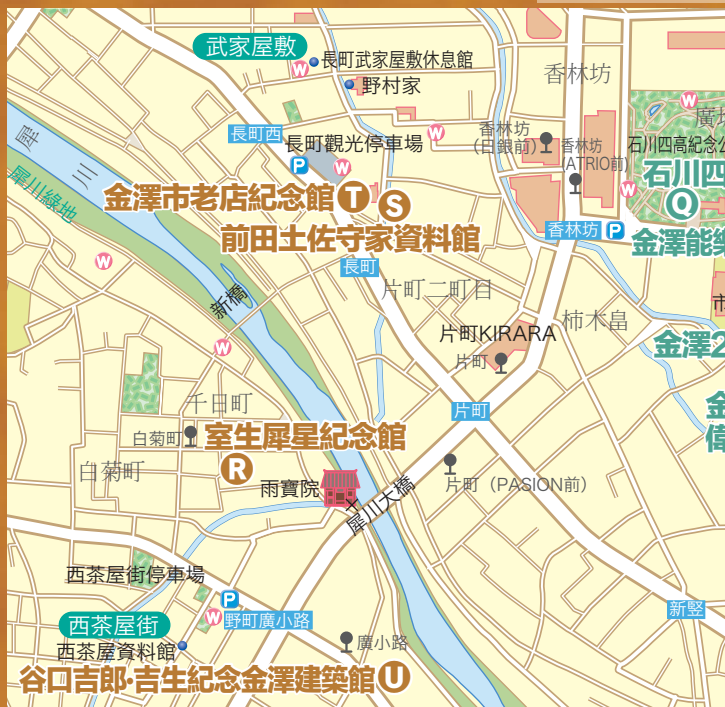 武家屋敷
長町武家屋敷休息館
W
野村家
香林坊
W
廣坂
長町西
長町觀光停車場
W
香林坊
(日銀前)
香林坊
(ATRIO前)
石川四高紀念公
犀川
犀川綠地
P
W
W
金澤市老店紀念館 T
S
石川四
Q
前田土佐守家資料館
香林坊 P
金澤能樂
W
長町
新橋
片町二町目
柿木畠
市
片町KIRARA
片町
金澤2
W
千日町
片町
金
偉
白菊町
室生犀星紀念館
R
白菊町
雨寶院
犀川大橋
片町（PASION前）
西茶屋街停車場
P
W
野町廣小路
新竪
西茶屋街
西茶屋資料館
廣小路
谷口吉郎·吉生紀念金澤建築館 U